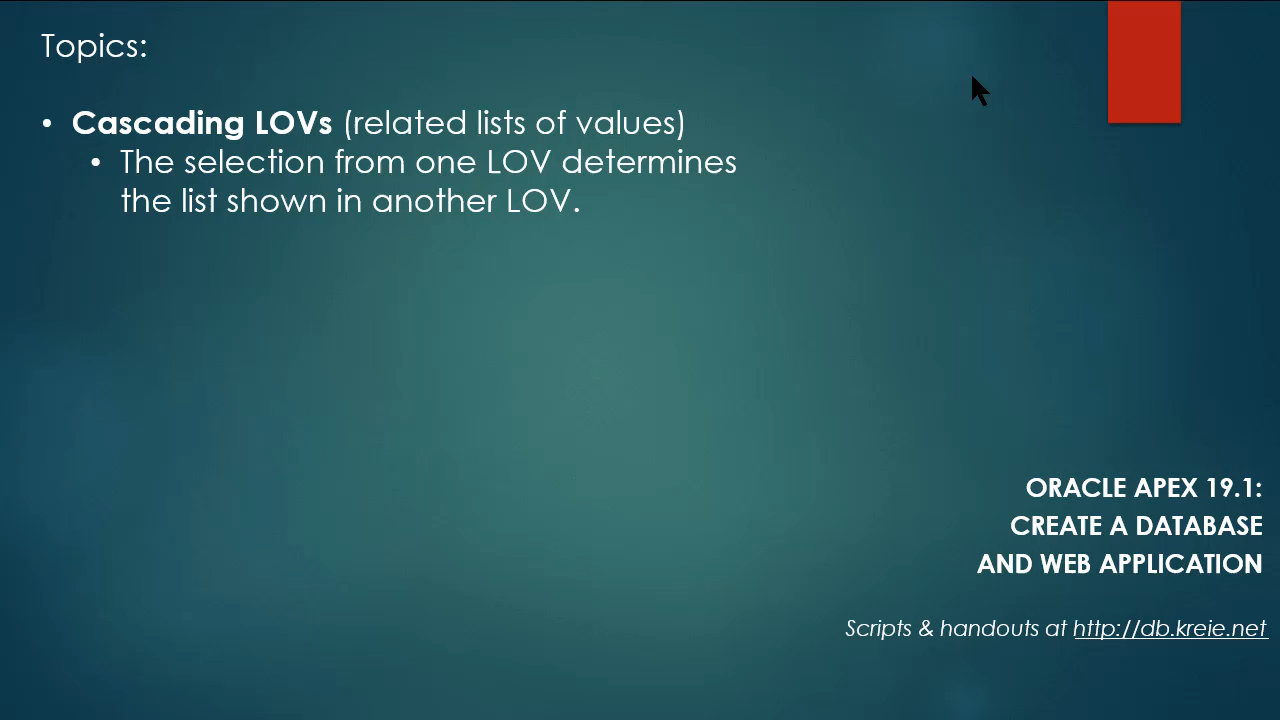 Topics:
• Cascading LOVs (related lists of values)
• The selection from one LOV determines
the list shown in another LOV.
ORACLE APEX 19.1:
CREATE A DATABASE
AND WEB APPLICATION
Scripts & handouts at http://db.kreie.net